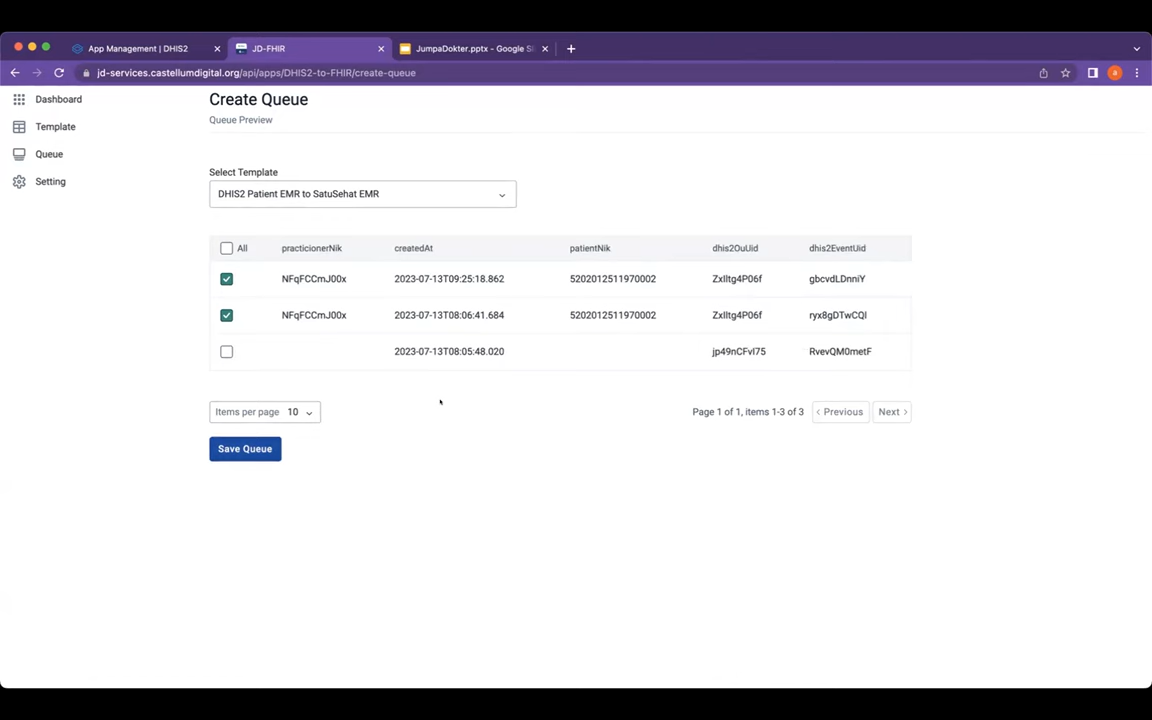 App Management | DHIS2
JD-FHIR
JumpaDokter.pptx - Google Sl
jd-services.castellumdigital.org/api/apps/DHIS2-to-FHIR/create-queue
a
Dashboard
Template
Queue
Setting
Create Queue
Queue Preview
Select Template
DHIS2 Patient EMR to SatuSehat EMR
All practicionerNik createdAt patientNik dhis2OuUid dhis2EventUid
NFqFCCmJ00x 2023-07-13T09:25:18.862 5202012511970002 ZxIltg4P06f gbcvdLDnniY
NFqFCCmJ00x 2023-07-13T08:06:41.684 5202012511970002 ZxIltg4P06f ryx8gDTwCQI
2023-07-13T08:05:48.020 jp49nCFvI75 RvevQM0metF
Items per page 10
Page 1 of 1, items 1-3 of 3 Previous Next
Save Queue